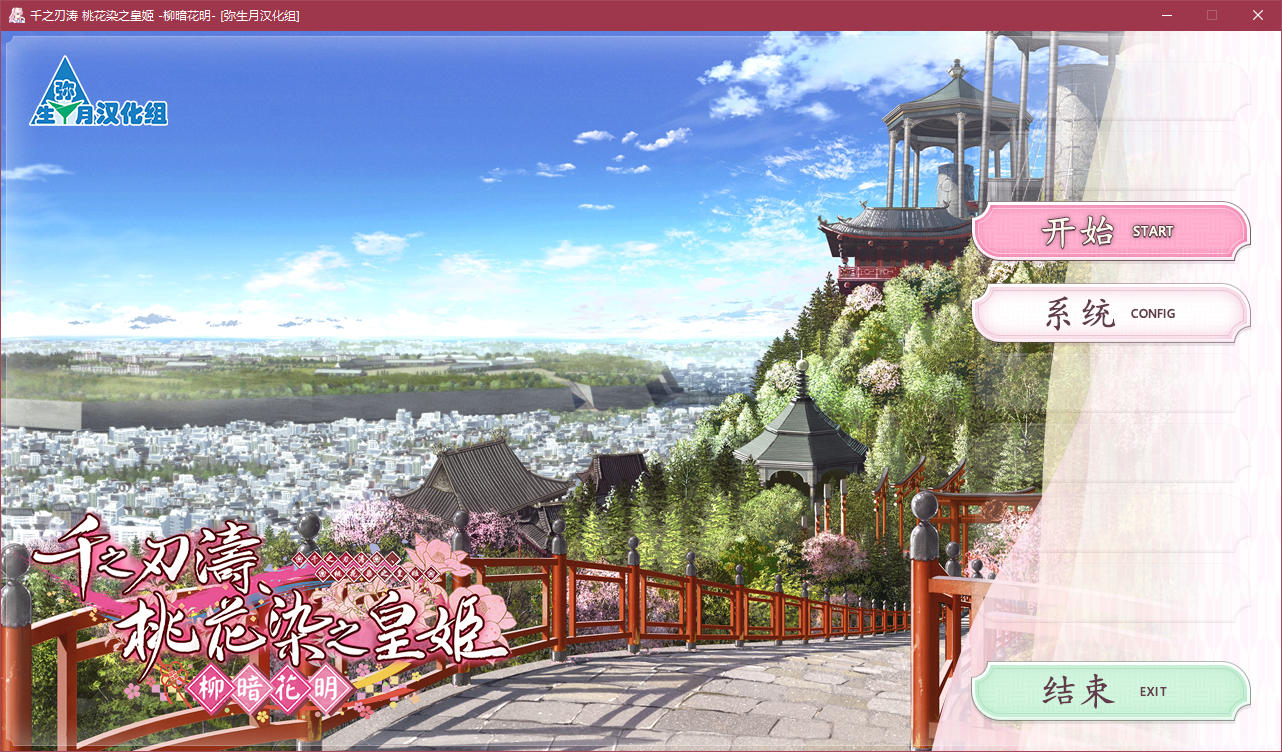 千之刃涛 桃花染之皇姬 -柳暗花明- [弥生月汉化组]
弥
生月汉化组
开始 START
系统 CONFIG
千之刃濤、
桃花染之皇姫
柳暗花明
结束 EXIT